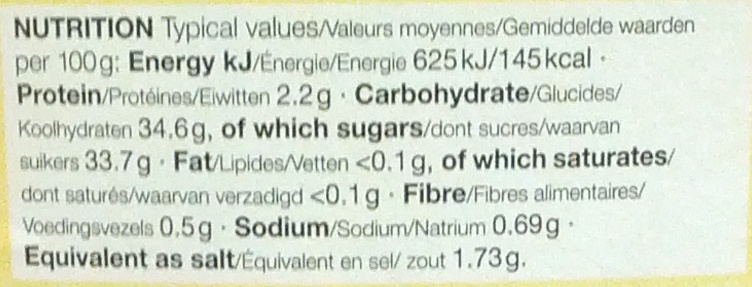 NUTRITION Typical values/Valeurs moyennes/Gemiddelde waarden
per 100g: Energy kJ/Énergie/Energie 625kJ/145kcal ·
Protein/Protéines/Eiwitten 2.2g · Carbohydrate/Glucides/
Koolhydraten 34.6g, of which sugars/dont sucres/waarvan
suikers 33.7g · Fat/Lipides/Vetten <0.1g, of which saturates/
dont saturés/waarvan verzadigd <0.1g · Fibre/Fibres alimentaires/
Voedingsvezels 0.5g · Sodium/Sodium/Natrium 0.69g ·
Equivalent as salt/Équivalent en sel/ zout 1.73g.